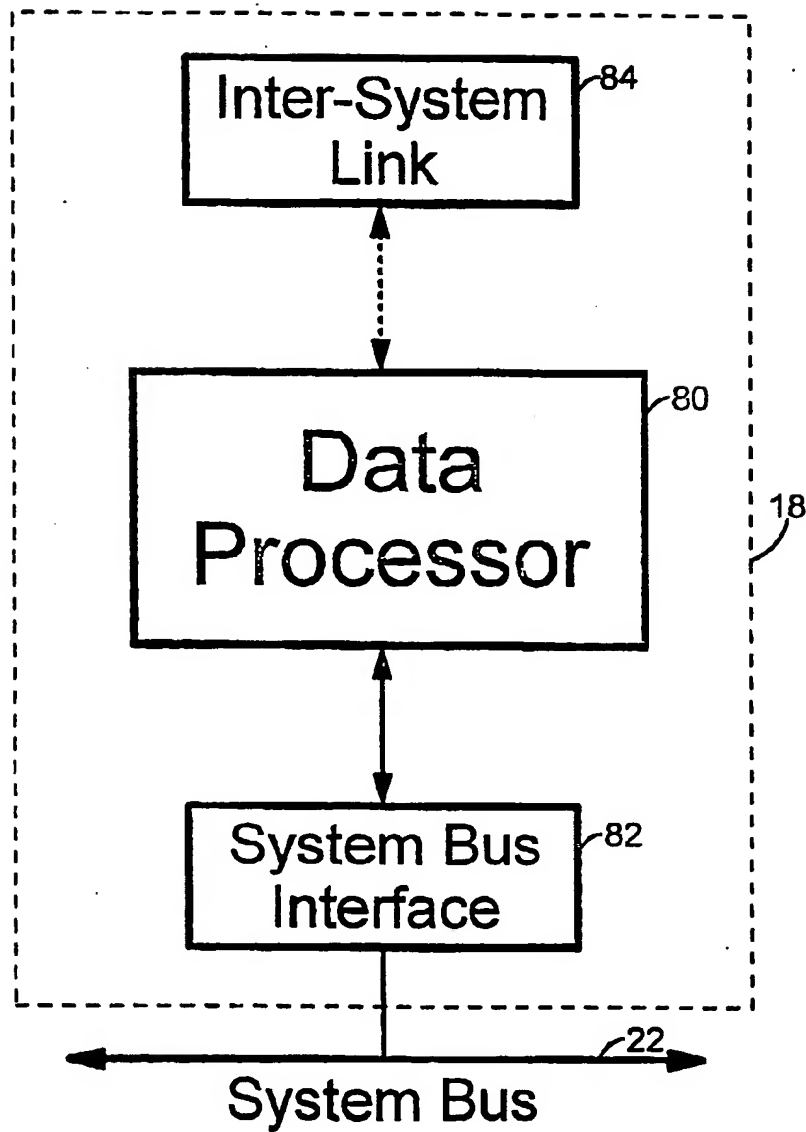 Inter-System
Link
84
Data
Processor
80
18
System Bus
Interface
82
22
System Bus